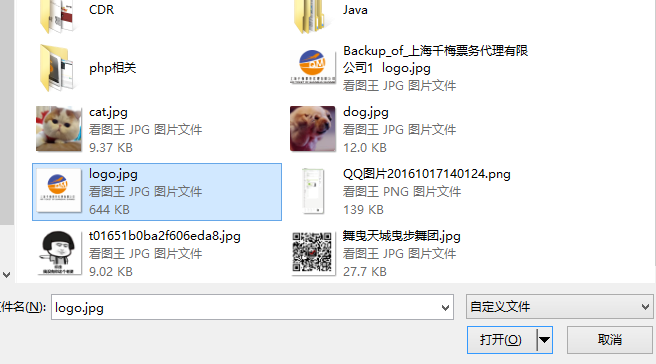 CDR
Java
php相关
Backup_of_上海千梅票务代理有限
公司1 logo.jpg
看图王 JPG 图片文件
cat.jpg
看图王 JPG 图片文件
9.37 KB
dog.jpg
看图王 JPG 图片文件
12.0 KB
logo.jpg
看图王 JPG 图片文件
644 KB
QQ图片20161017140124.png
看图王 PNG 图片文件
139 KB
t01651b0ba2f606eda8.jpg
看图王 JPG 图片文件
9.02 KB
舞曳天城曳步舞团.jpg
看图王 JPG 图片文件
27.7 KB
件名(N): logo.jpg
自定义文件
打开(O)
取消